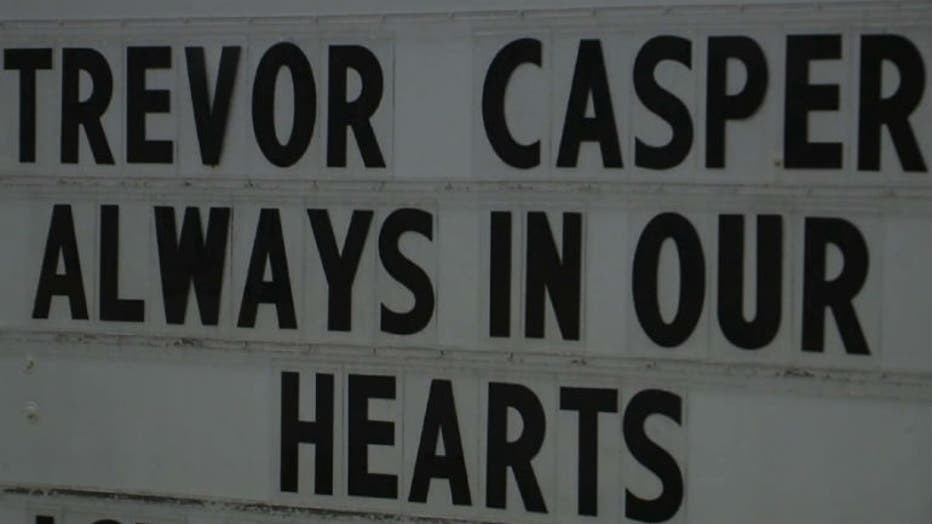 TREVOR CASPER
ALWAYS IN OUR
HEARTS